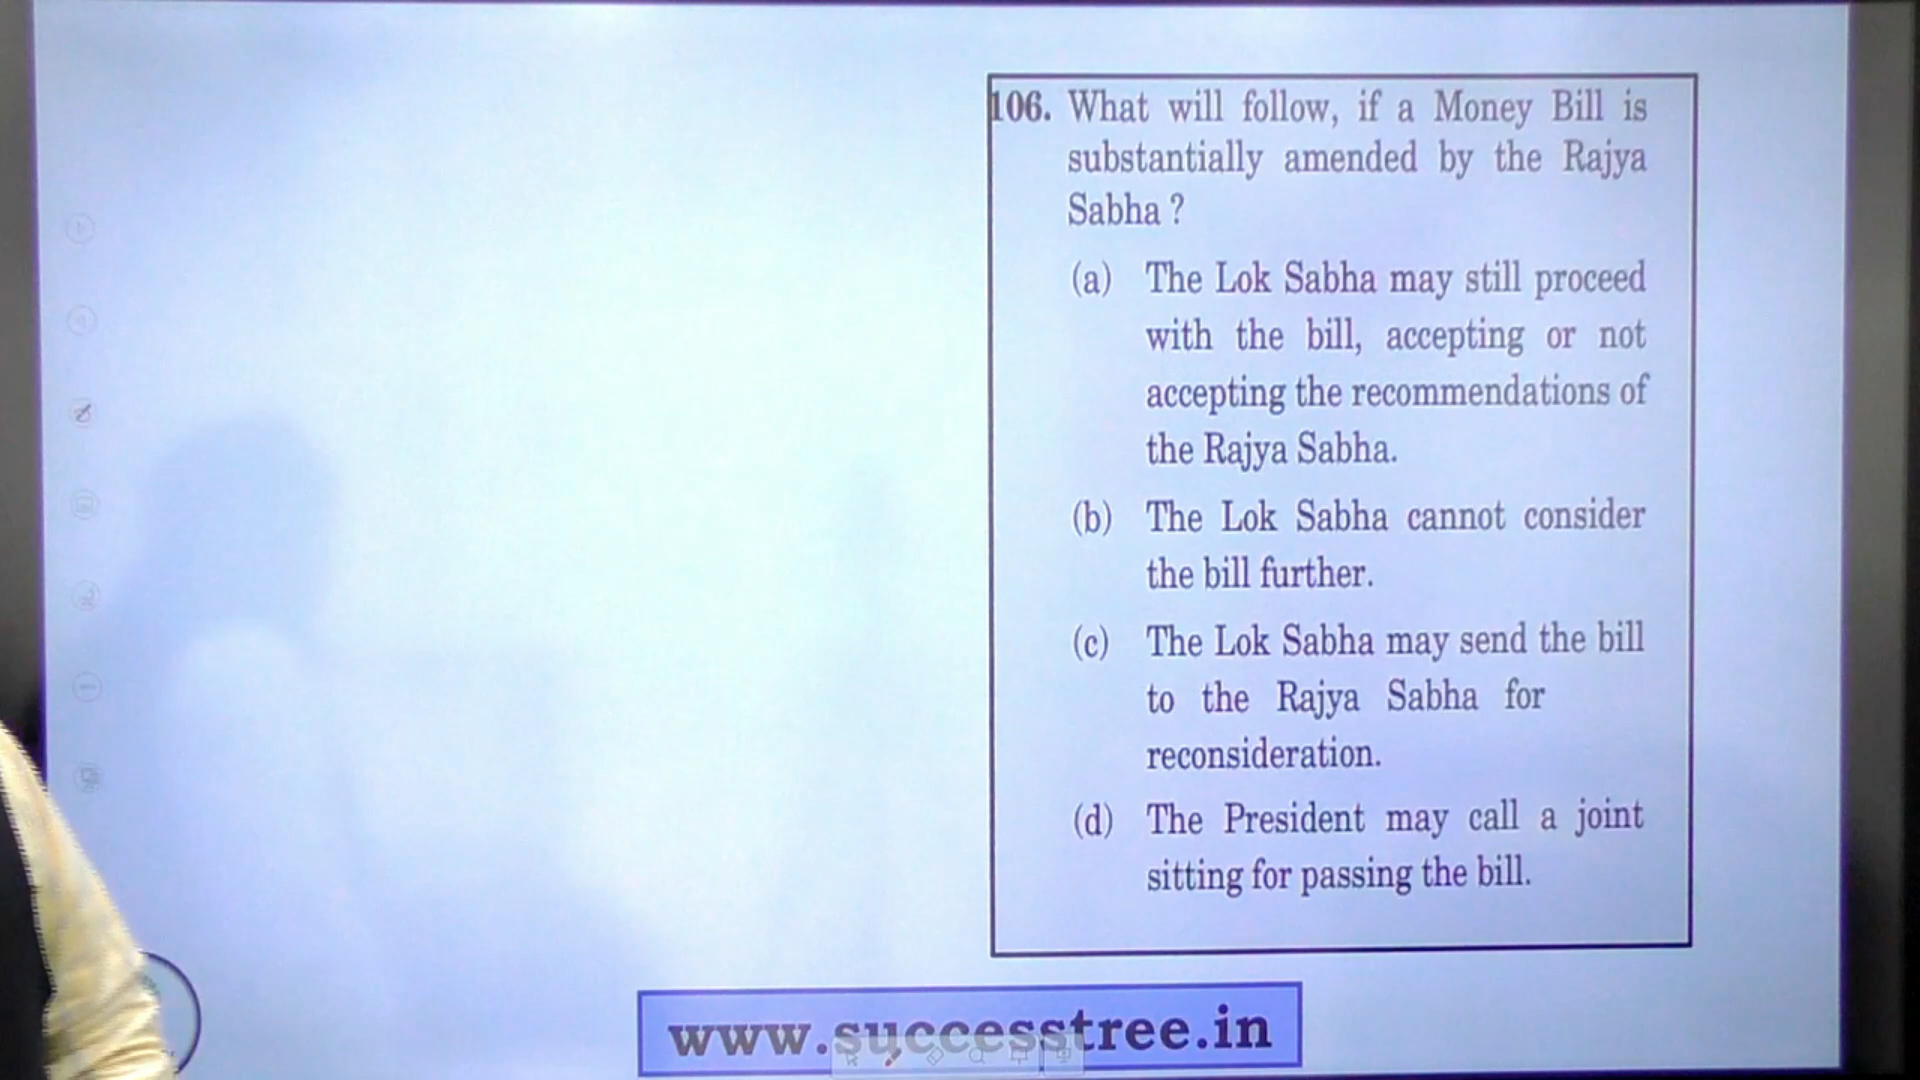 106. What will follow, if a Money Bill is
substantially amended by the Rajya
Sabha ?
(a) The Lok Sabha may still proceed
with the bill, accepting or not
accepting the recommendations of
the Rajya Sabha.
(b) The Lok Sabha cannot consider
the bill further.
(c) The Lok Sabha may send the bill
to the Rajya Sabha for
reconsideration.
(d) The President may call a joint
sitting for passing the bill.
www.successtree.in